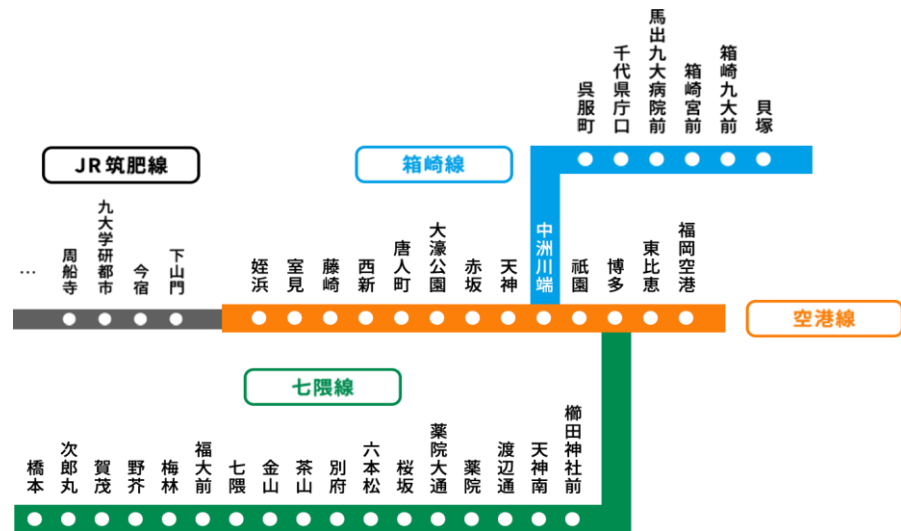 JR筑肥線
箱崎線
呉服町
千代県庁口
馬出九大病院前
箱崎宮前
箱崎九大前
貝塚
…
周船寺
九大学研都市
今宿
下山門
姪浜
室見
藤崎
西新
唐人町
大濠公園
赤坂
天神
中洲川端
祇園
博多
東比恵
福岡空港
空港線
七隈線
橋本
次郎丸
賀茂
野芥
梅林
福大前
七隈
金山
茶山
別府
六本松
桜坂
薬院大通
薬院
渡辺通
天神南
櫛田神社前